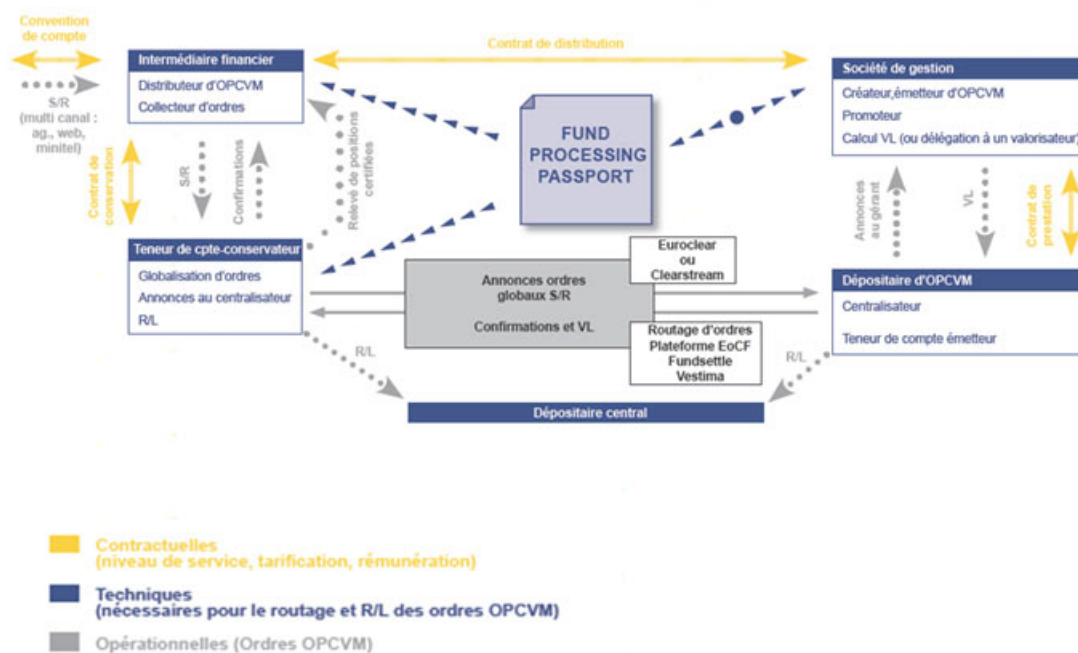 Convention
de compte
S/R
(multi canal :
ag., web,
minitel)
Contrat de
conservation
Intermédiaire financier
Distributeur d'OPCVM
Collecteur d'ordres
Contrat de distribution
Société de gestion
Créateur,émetteur d'OPCVM
Promoteur
Calcul VL (ou délégation à un valorisateur)
FUND
PROCESSING
PASSPORT
S/R
Confirmations
Relevé de positions
certifiées
Annonces
au gérant
VL
Contrat de
prestation
Teneur de cpte-conservateur
Globalisation d'ordres
Annonces au centralisateur
R/L
Annonces ordres
globaux S/R
Confirmations et VL
Euroclear
ou
Clearstream
Routage d'ordres
Plateforme EoCF
Fundsettle
Vestima
Dépositaire d'OPCVM
Centralisateur
Teneur de compte émetteur
R/L
R/L
Dépositaire central
Contractuelles
(niveau de service, tarification, rémunération)
Techniques
(nécessaires pour le routage et R/L des ordres OPCVM)
Opérationnelles (Ordres OPCVM)